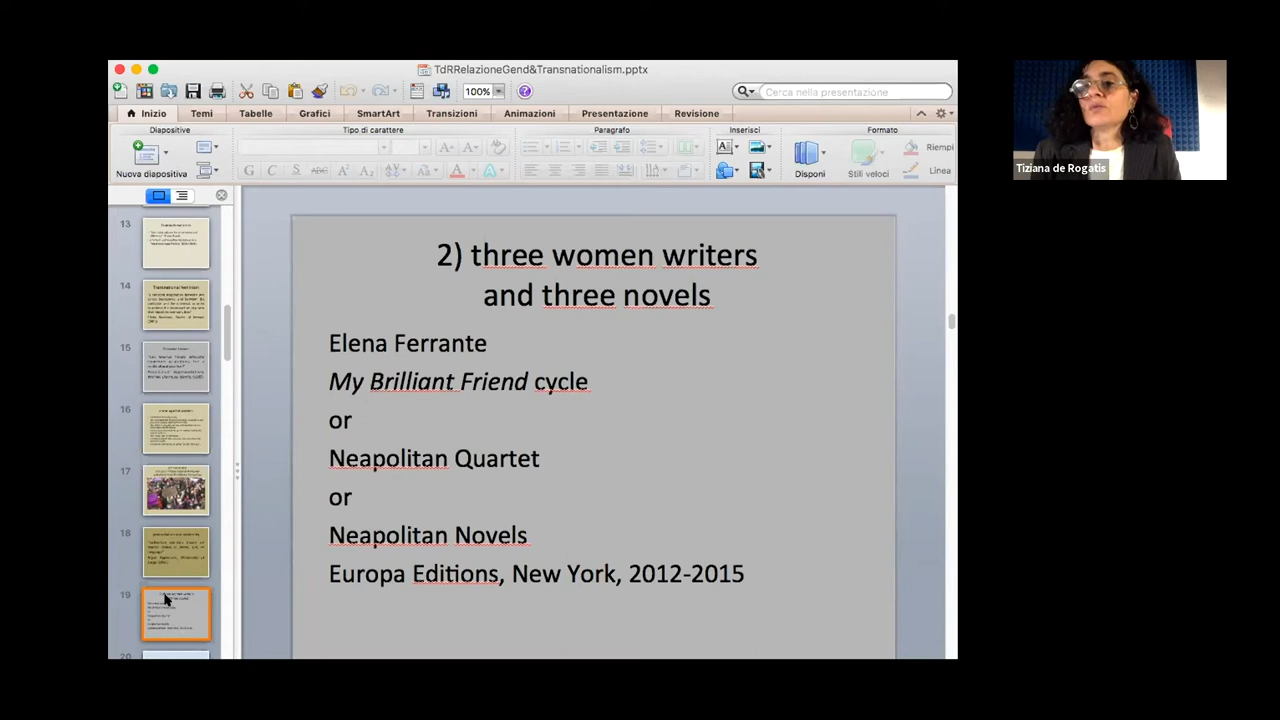 TdRRelazioneGend&Transnationalism.pptx
100%
Cerca nella presentazione
Inizio
Temi
Tabelle
Grafici
SmartArt
Transizioni
Animazioni
Presentazione
Revisione
Diapositive
Tipo di carattere
Paragrafo
Inserisci
Formato
Nuova diapositiva
Disponi
Stili veloci
Riempi
Linea
13
14
15
16
17
18
19
20
2) three women writers
and three novels
Elena Ferrante
My Brilliant Friend cycle
or
Neapolitan Quartet
or
Neapolitan Novels
Europa Editions, New York, 2012-2015
Tiziana de Rogatis